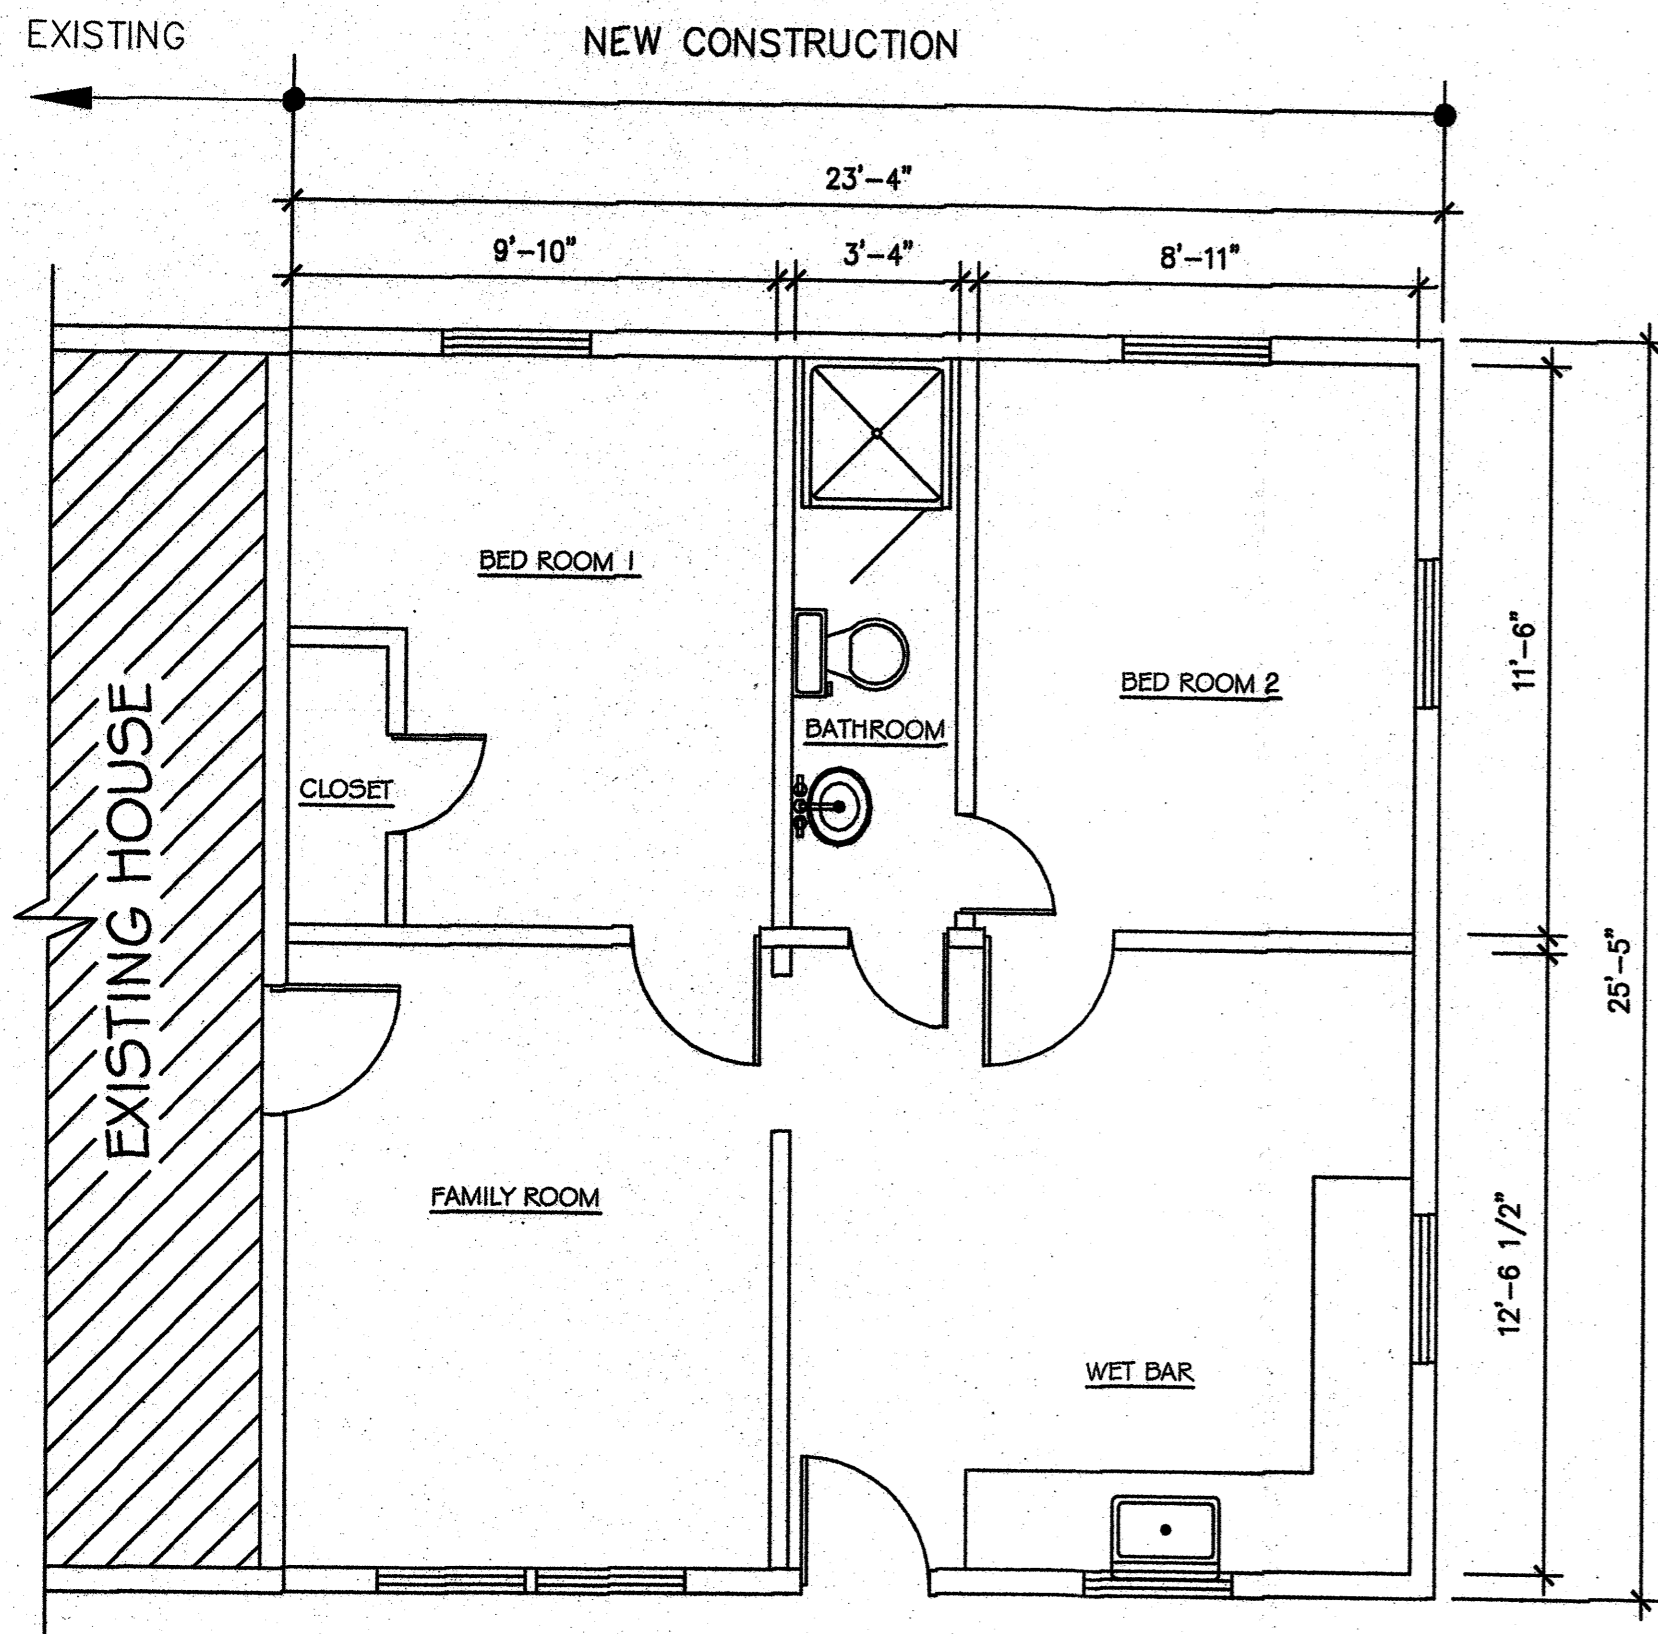 EXISTING
NEW CONSTRUCTION
23'-4"
9'-10"
3'-4"
8'-11"
BED ROOM 1
BED ROOM 2
11'-6"
BATHROOM
CLOSET
EXISTING HOUSE
25'-5"
FAMILY ROOM
12'-6 1/2"
WET BAR